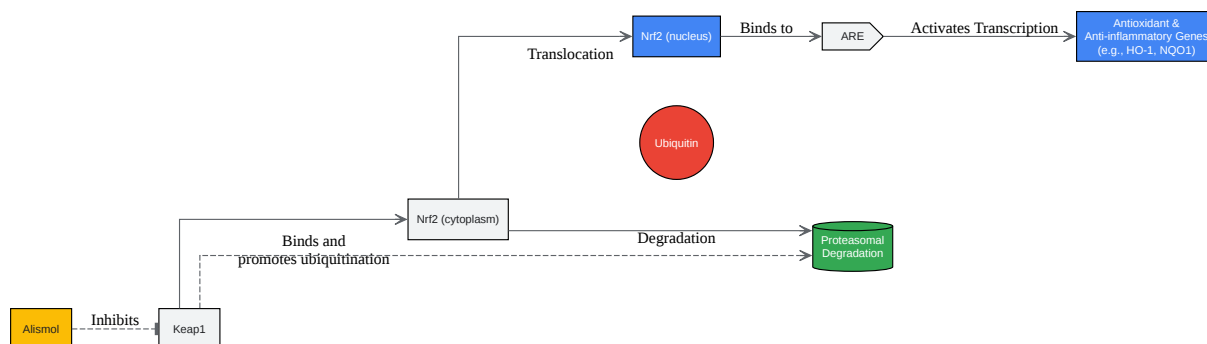 Nrf2 (nucleus)
Binds to
ARE
Activates Transcription
Antioxidant &
Anti-inflammatory Genes
(e.g., HO-1, NQO1)
Translocation
Ubiquitin
Nrf2 (cytoplasm)
Binds and
promotes ubiquitination
Degradation
Proteasomal
Degradation
Alismol
Inhibits
Keap1